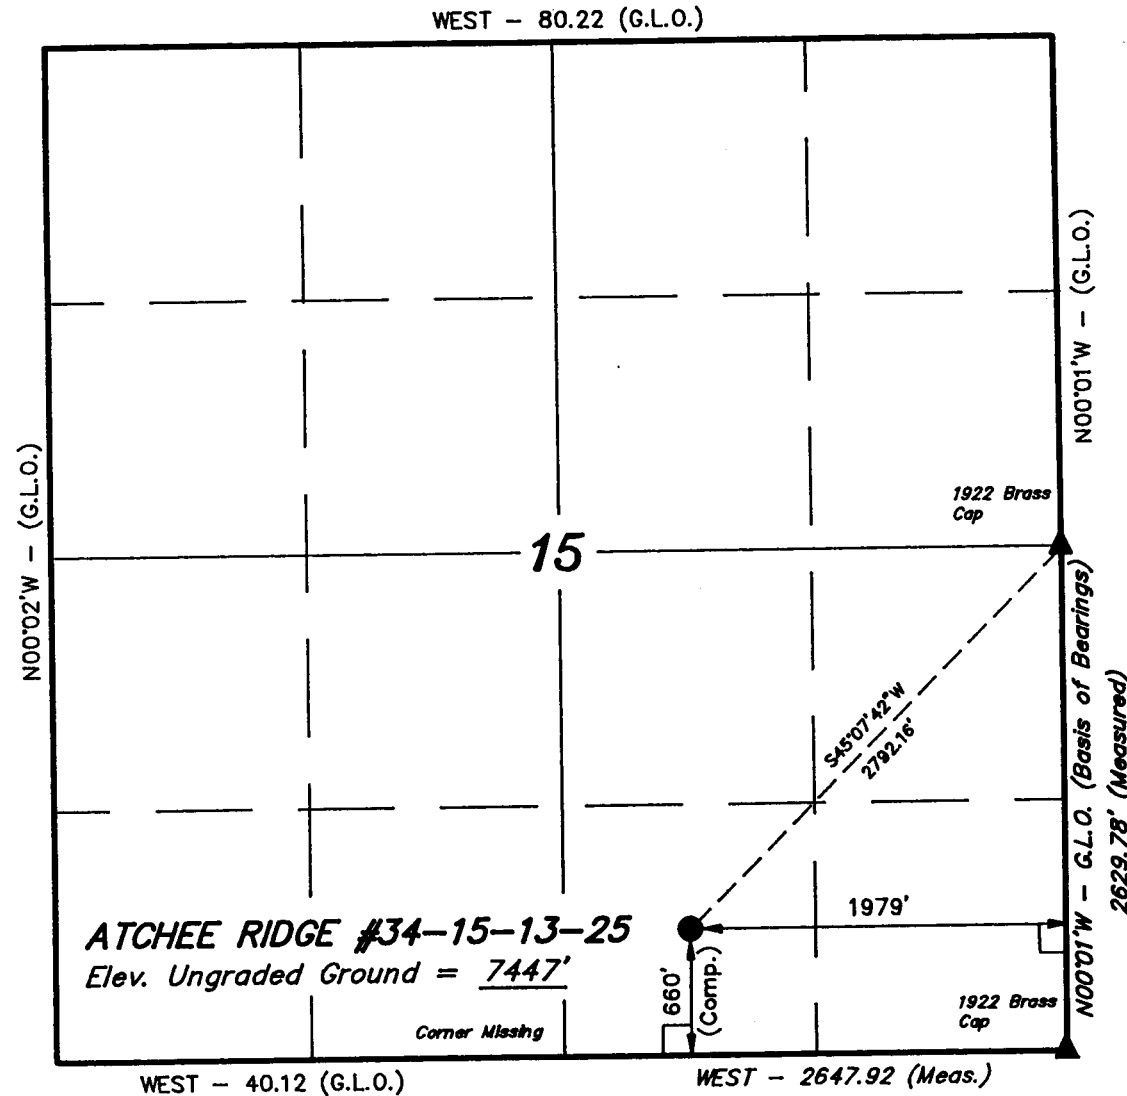 WEST – 80.22 (G.L.O.)
N00°01'W – (G.L.O.)
N00°02'W – (G.L.O.)
1922 Brass
Cap
15
S45°07'42"W
2792.16'
N00°01'W – G.L.O. (Basis of Bearings)
2629.78' (Measured)
ATCHEE RIDGE #34–15–13–25
Elev. Ungraded Ground = 7447'
1979'
660'
(Comp.)
1922 Brass
Cap
Corner Missing
WEST – 40.12 (G.L.O.)
WEST – 2647.92 (Meas.)